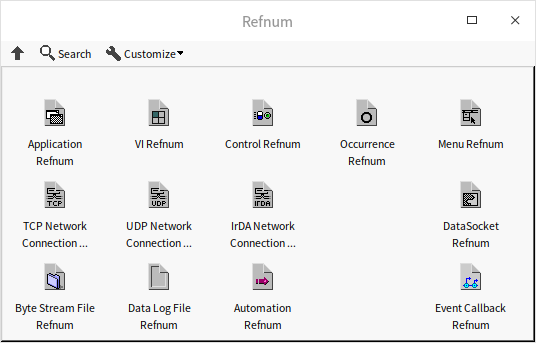 Refnum
Search
Customize
Application
Refnum
VI Refnum
Control Refnum
Occurrence
Refnum
Menu Refnum
TCP
TCP Network
Connection ...
UDP
UDP Network
Connection ...
IrDA
IrDA Network
Connection ...
DataSocket
Refnum
Byte Stream File
Refnum
Data Log File
Refnum
Automation
Refnum
Event Callback
Refnum